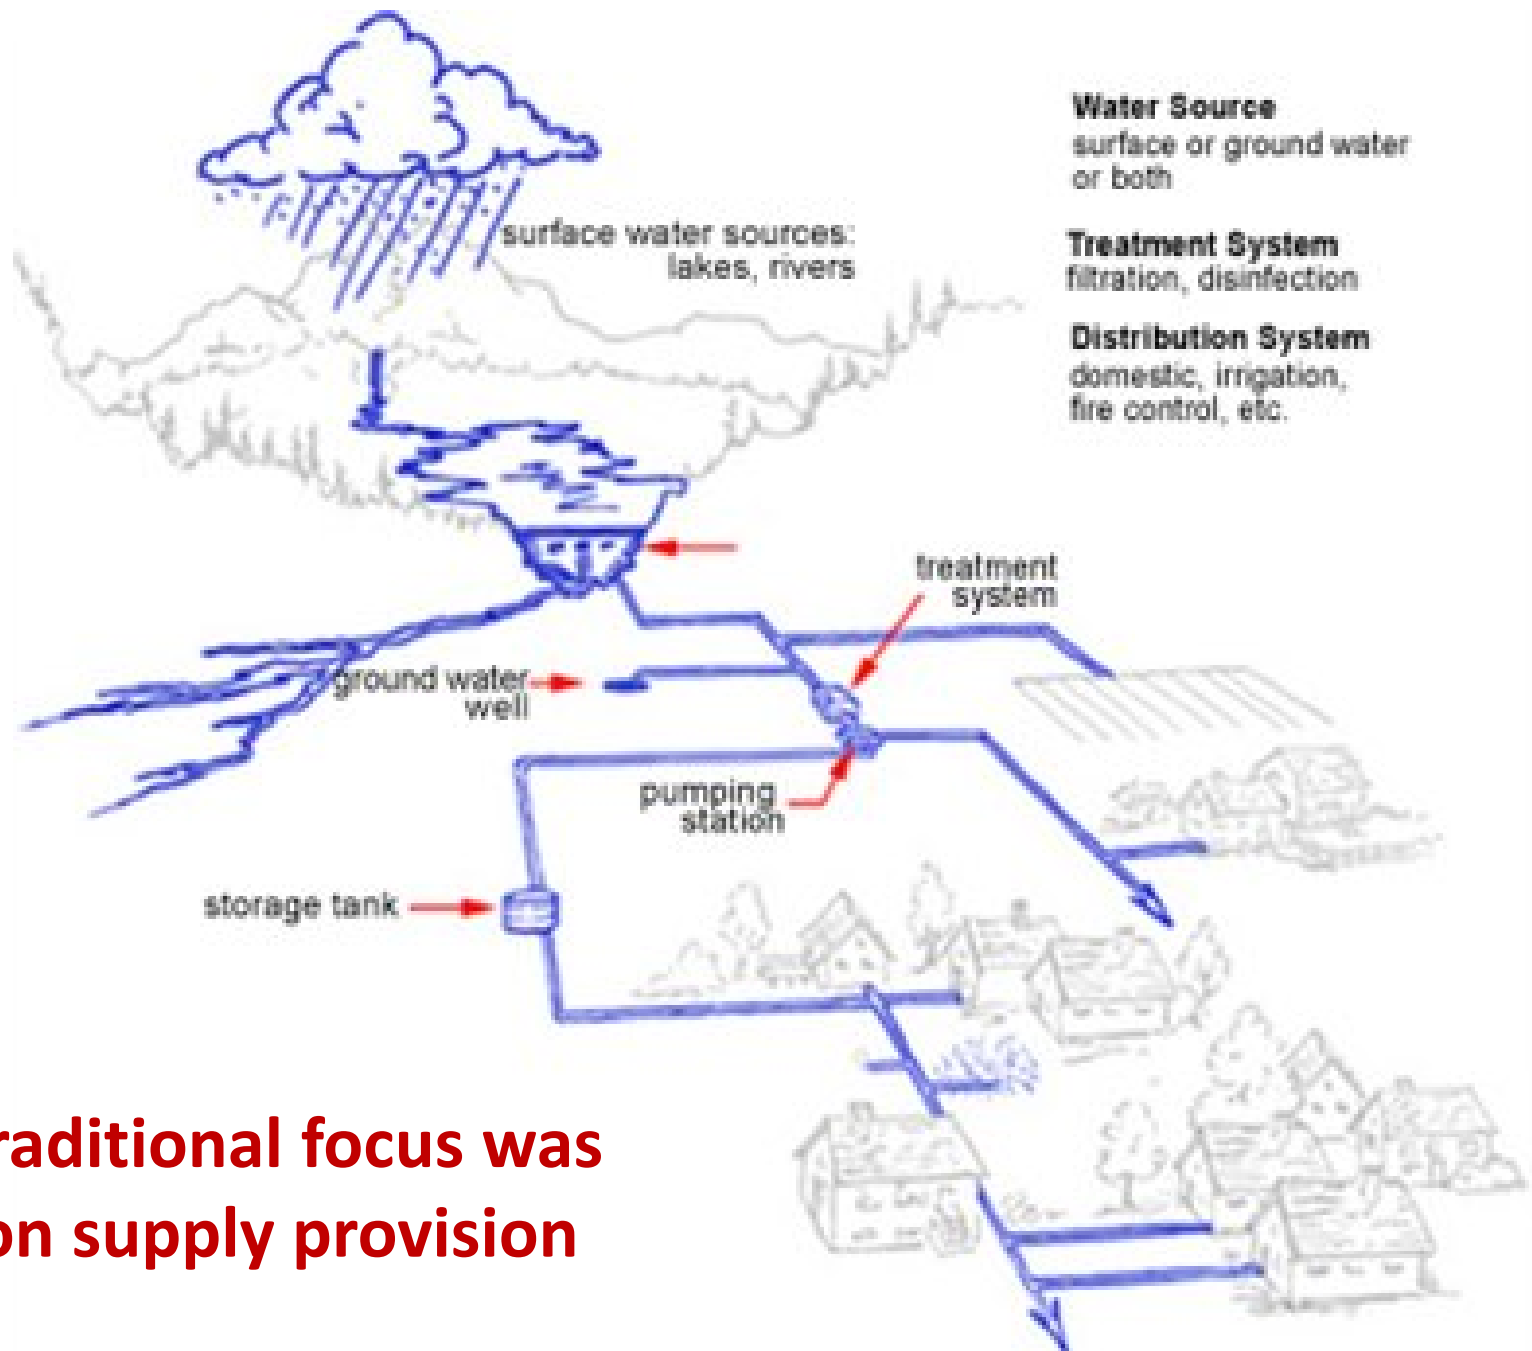 Water Source
surface or ground water
or both
surface water sources:
lakes, rivers
Treatment System
filtration, disinfection
Distribution System
domestic, irrigation,
fire control, etc.
treatment
system
ground water
well
pumping
station
storage tank
raditional focus was
on supply provision